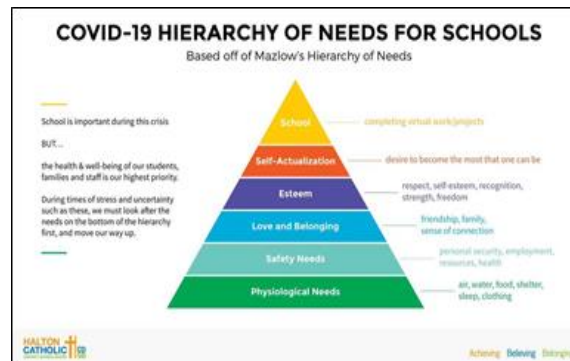 COVID-19 HIERARCHY OF NEEDS FOR SCHOOLS
Based off of Mazlow's Hierarchy of Needs
School is important during this crisis
BUT...
the health & well-being of our students,
families and staff is our highest priority.
During times of stress and uncertainty
such as these, we must look after the
needs on the bottom of the hierarchy
first, and move our way up.
School
completing virtual work/projects
Self-Actualization
desire to become the most that one can be
Esteem
respect, self-esteem, recognition,
strength, freedom
Love and Belonging
friendship, family,
sense of connection
Safety Needs
personal security, employment,
resources, health
Physiological Needs
air, water, food, shelter,
sleep, clothing
HALTON
CATHOLIC
Achieving Believing Belonging